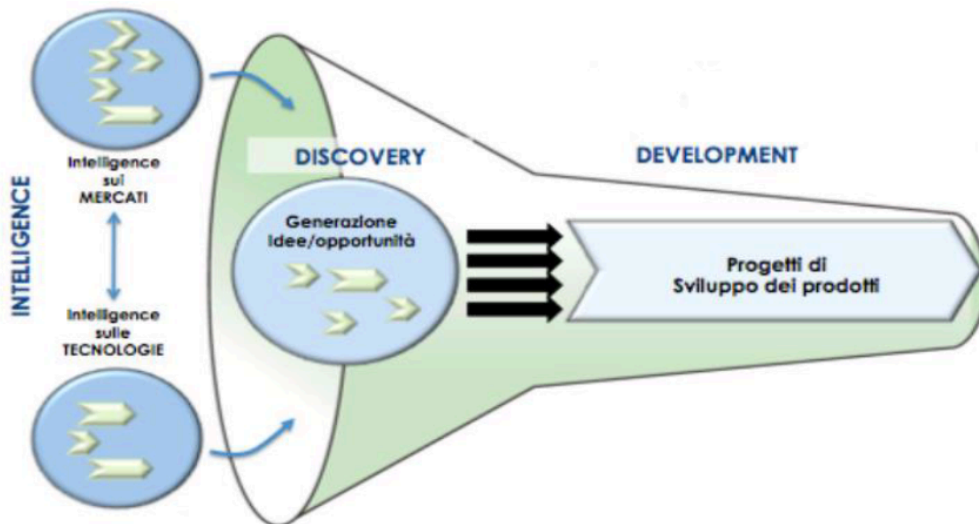 INTELLIGENCE
Intelligence
sui
MERCATI
Intelligence
sulle
TECNOLOGIE
DISCOVERY
Generazione
idee/opportunità
DEVELOPMENT
Progetti di
Sviluppo dei prodotti